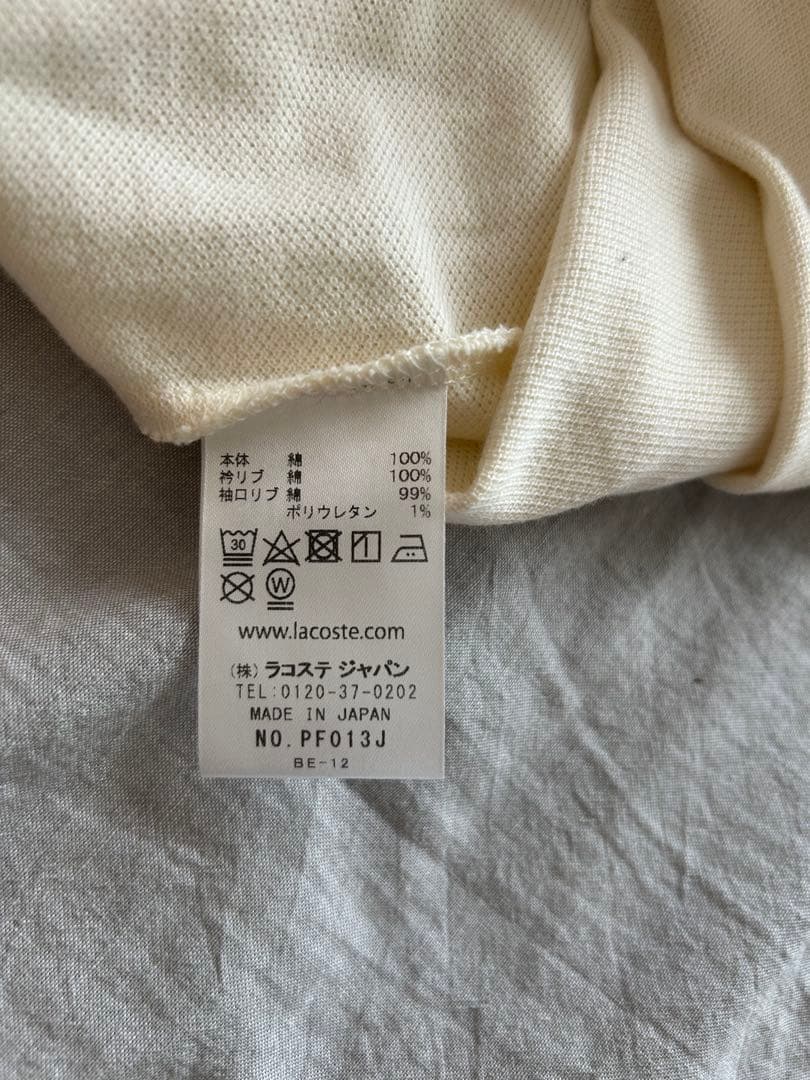 本体 綿 100%
衿リブ 綿 100%
袖口リブ 綿 99%
ポリウレタン 1%
30
W
www.lacoste.com
(株) ラコステ ジャパン
TEL:0120-37-0202
MADE IN JAPAN
NO. PF013J
BE-12